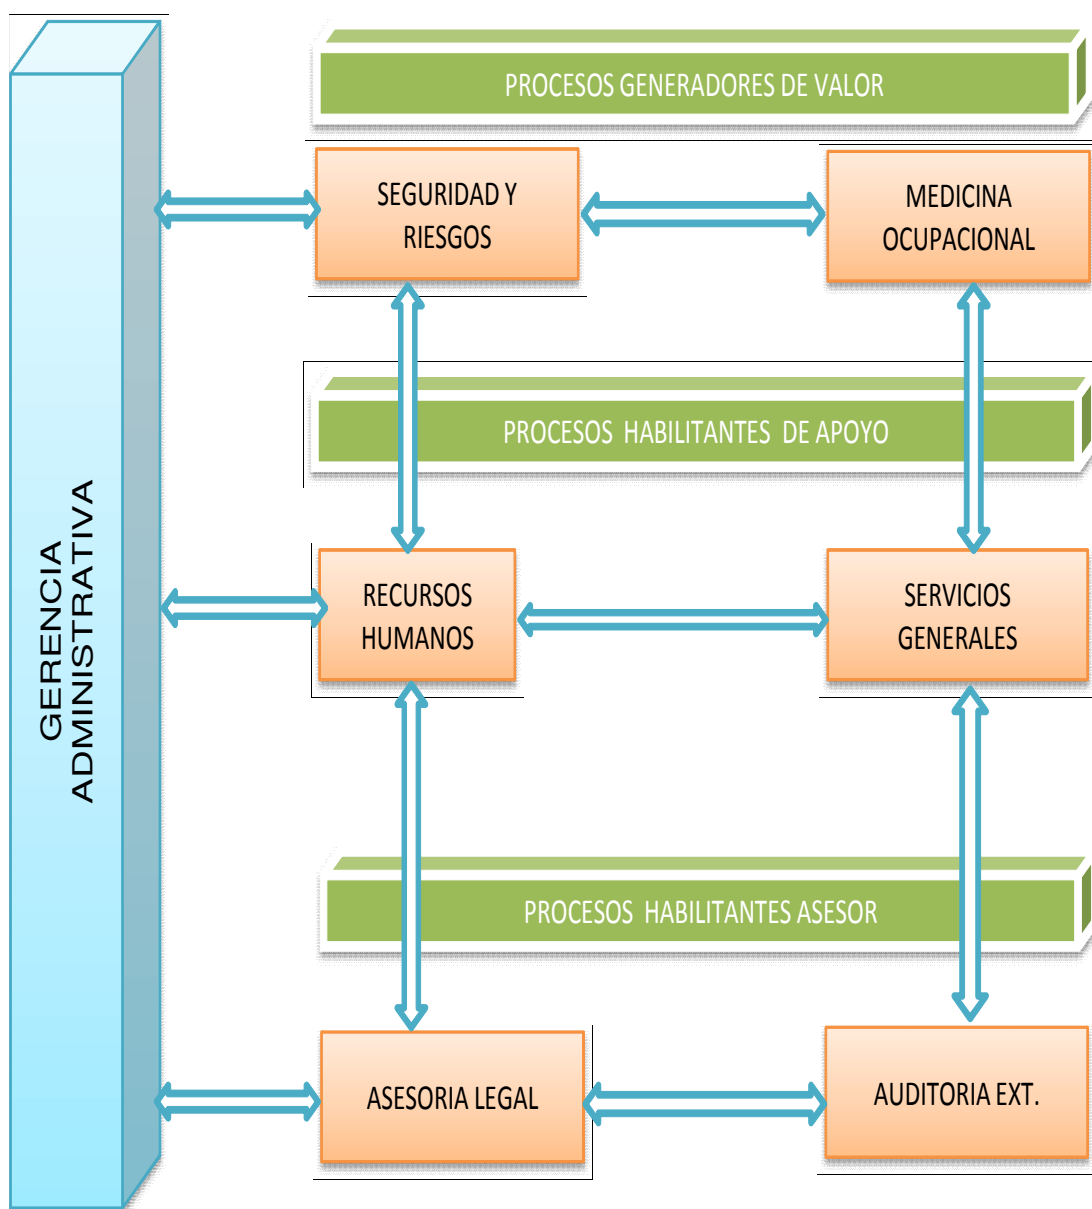 PROCESOS GENERADORES DE VALOR
SEGURIDAD Y
RIESGOS
MEDICINA
OCUPACIONAL
PROCESOS HABILITANTES DE APOYO
GERENCIA
ADMINISTRATIVA
RECURSOS
HUMANOS
SERVICIOS
GENERALES
PROCESOS HABILITANTES ASESOR
ASESORIA LEGAL
AUDITORIA EXT.